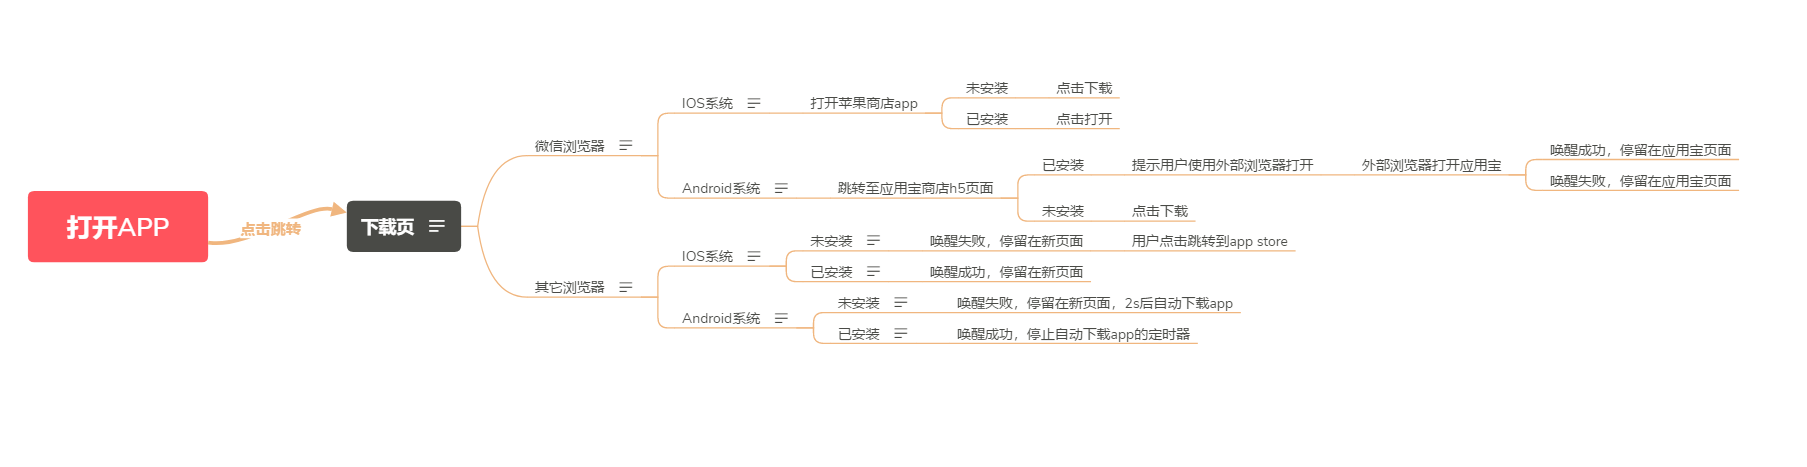 打开APP
点击跳转
下载页
微信浏览器
IOS系统
打开苹果商店app
未安装
点击下载
已安装
点击打开
Android系统
跳转至应用宝商店h5页面
已安装
提示用户使用外部浏览器打开
外部浏览器打开应用宝
唤醒成功，停留在应用宝页面
唤醒失败，停留在应用宝页面
未安装
点击下载
其它浏览器
IOS系统
未安装
唤醒失败，停留在新页面
用户点击跳转到app store
已安装
唤醒成功，停留在新页面
Android系统
未安装
唤醒失败，停留在新页面，2s后自动下载app
已安装
唤醒成功，停止自动下载app的定时器